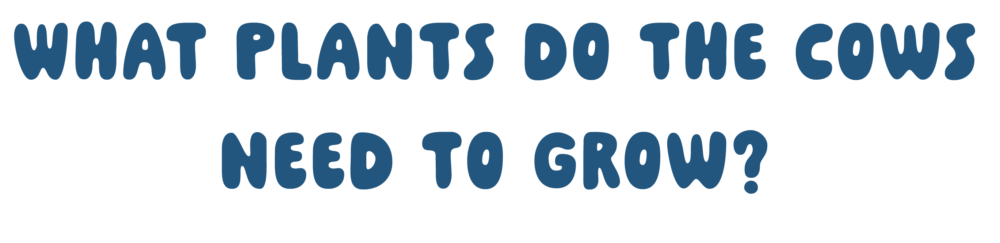 WHAT PLANTS DO THE COWS
NEED TO GROW?